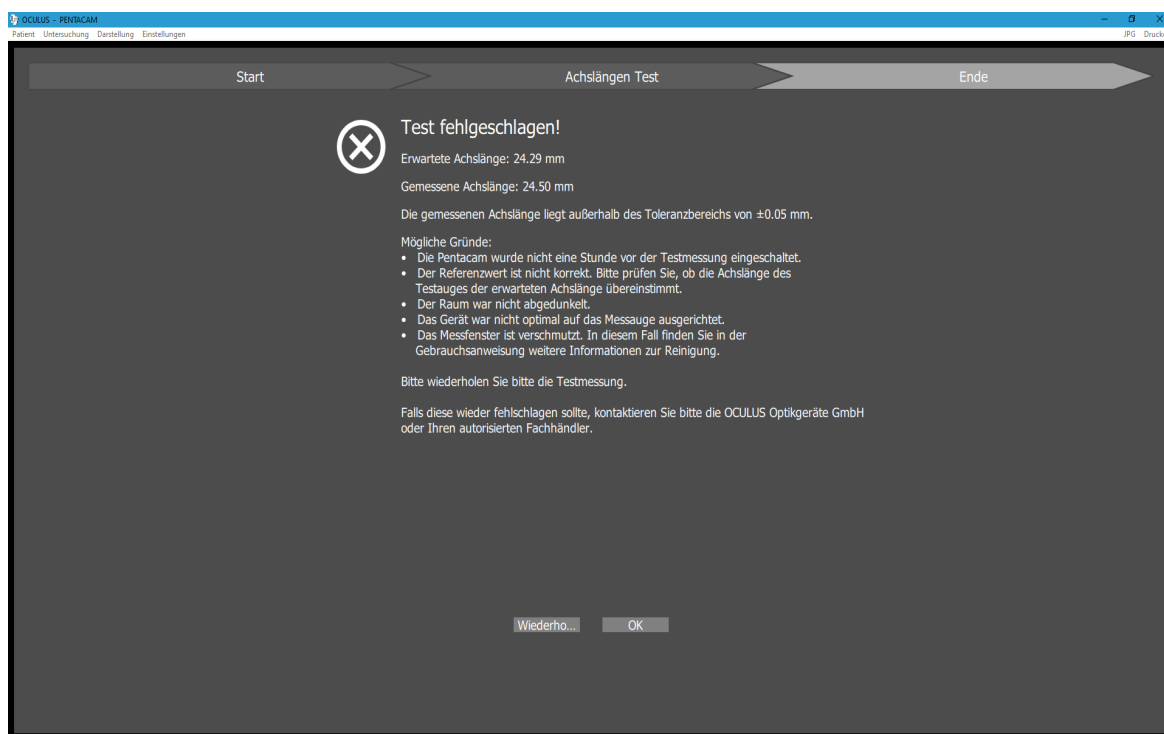 OCULUS - PENTACAM
Patient Untersuchung Darstellung Einstellungen JPG
Start Achslängen Test Ende
Test fehlgeschlagen!
Erwartete Achslänge: 24.29 mm
Gemessene Achslänge: 24.50 mm
Die gemessenen Achslänge liegt außerhalb des Toleranzbereichs von ±0.05 mm.
Mögliche Gründe:
• Die Pentacam wurde nicht eine Stunde vor der Testmessung eingeschaltet.
• Der Referenzwert ist nicht korrekt. Bitte prüfen Sie, ob die Achslänge des
Testauges der erwarteten Achslänge übereinstimmt.
• Der Raum war nicht abgedunkelt.
• Das Gerät war nicht optimal auf das Messauge ausgerichtet.
• Das Messfenster ist verschmutzt. In diesem Fall finden Sie in der
Gebrauchsanweisung weitere Informationen zur Reinigung.
Bitte wiederholen Sie bitte die Testmessung.
Falls diese wieder fehlschlagen sollte, kontaktieren Sie bitte die OCULUS Optikgeräte GmbH
oder Ihren autorisierten Fachhändler.
Wiederho... OK